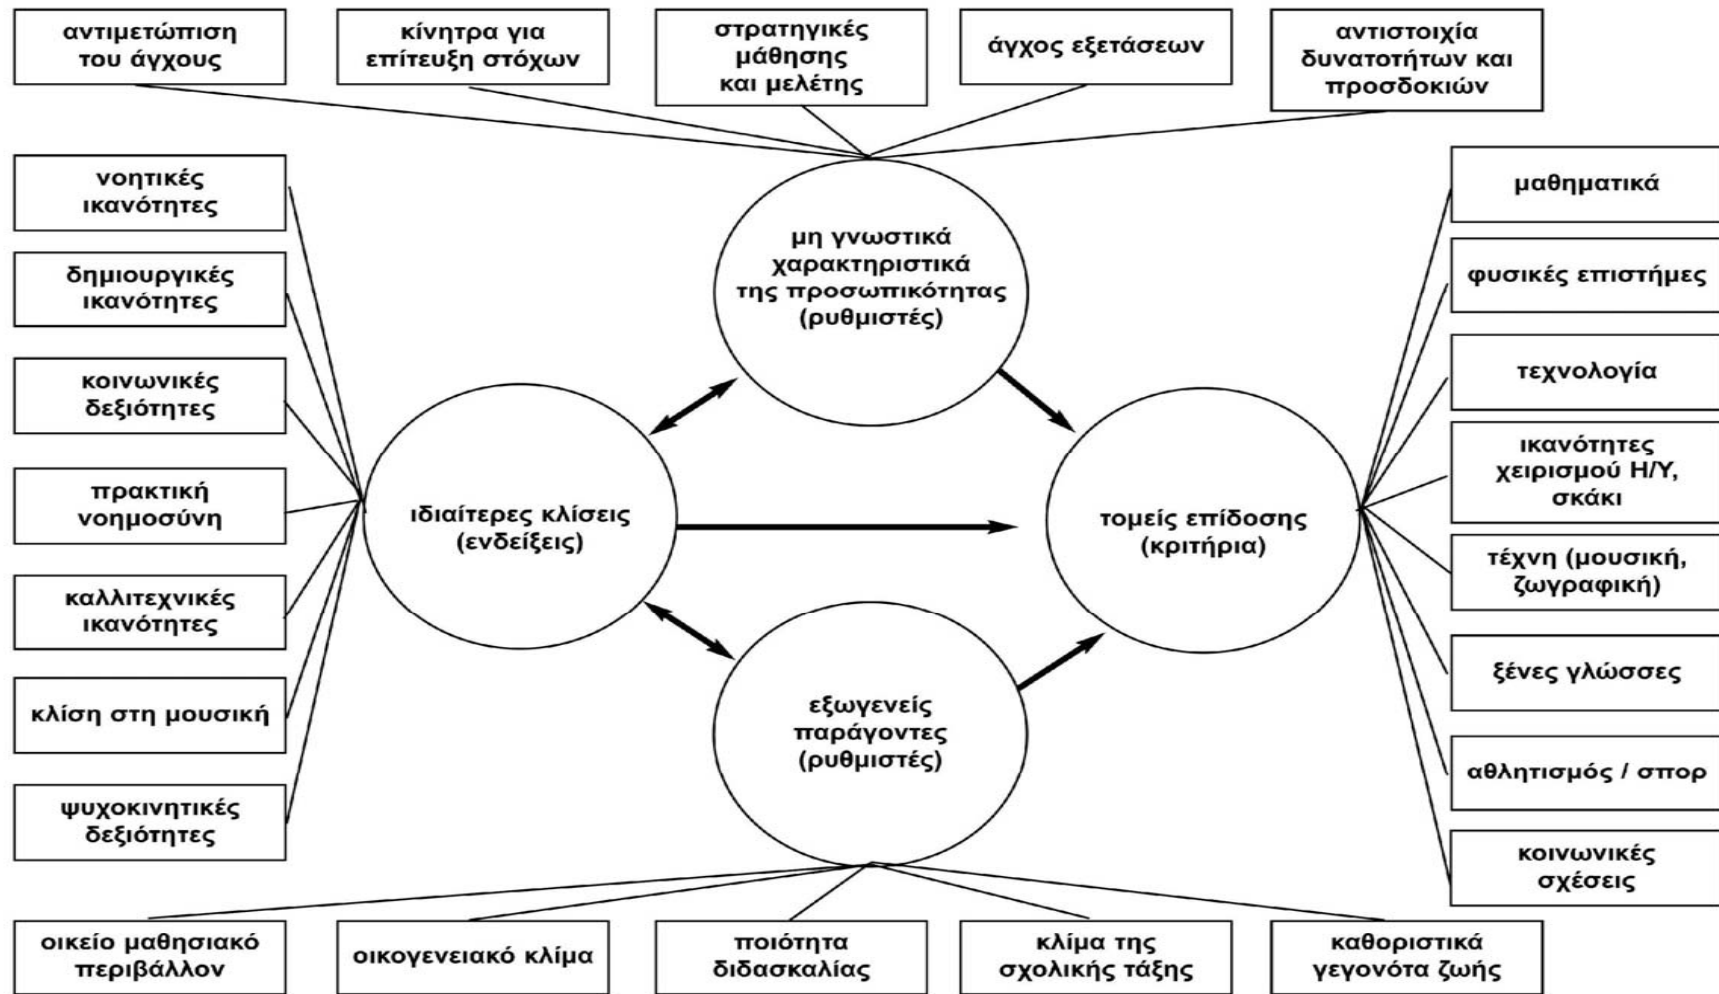 αντιμετώπιση
του άγχους
κίνητρα για
επίτευξη στόχων
στρατηγικές
μάθησης
και μελέτης
άγχος εξετάσεων
αντιστοιχία
δυνατοτήτων και
προσδοκιών
νοητικές
ικανότητες
δημιουργικές
ικανότητες
κοινωνικές
δεξιότητες
πρακτική
νοημοσύνη
καλλιτεχνικές
ικανότητες
κλίση στη μουσική
ψυχοκινητικές
δεξιότητες
μη γνωστικά
χαρακτηριστικά
της προσωπικότητας
(ρυθμιστές)
ιδιαίτερες κλίσεις
(ενδείξεις)
τομείς επίδοσης
(κριτήρια)
εξωγενείς
παράγοντες
(ρυθμιστές)
μαθηματικά
φυσικές επιστήμες
τεχνολογία
ικανότητες
χειρισμού Η/Υ,
σκάκι
τέχνη (μουσική,
ζωγραφική)
ξένες γλώσσες
αθλητισμός / σπορ
κοινωνικές
σχέσεις
οικείο μαθησιακό
περιβάλλον
οικογενειακό κλίμα
ποιότητα
διδασκαλίας
κλίμα της
σχολικής τάξης
καθοριστικά
γεγονότα ζωής